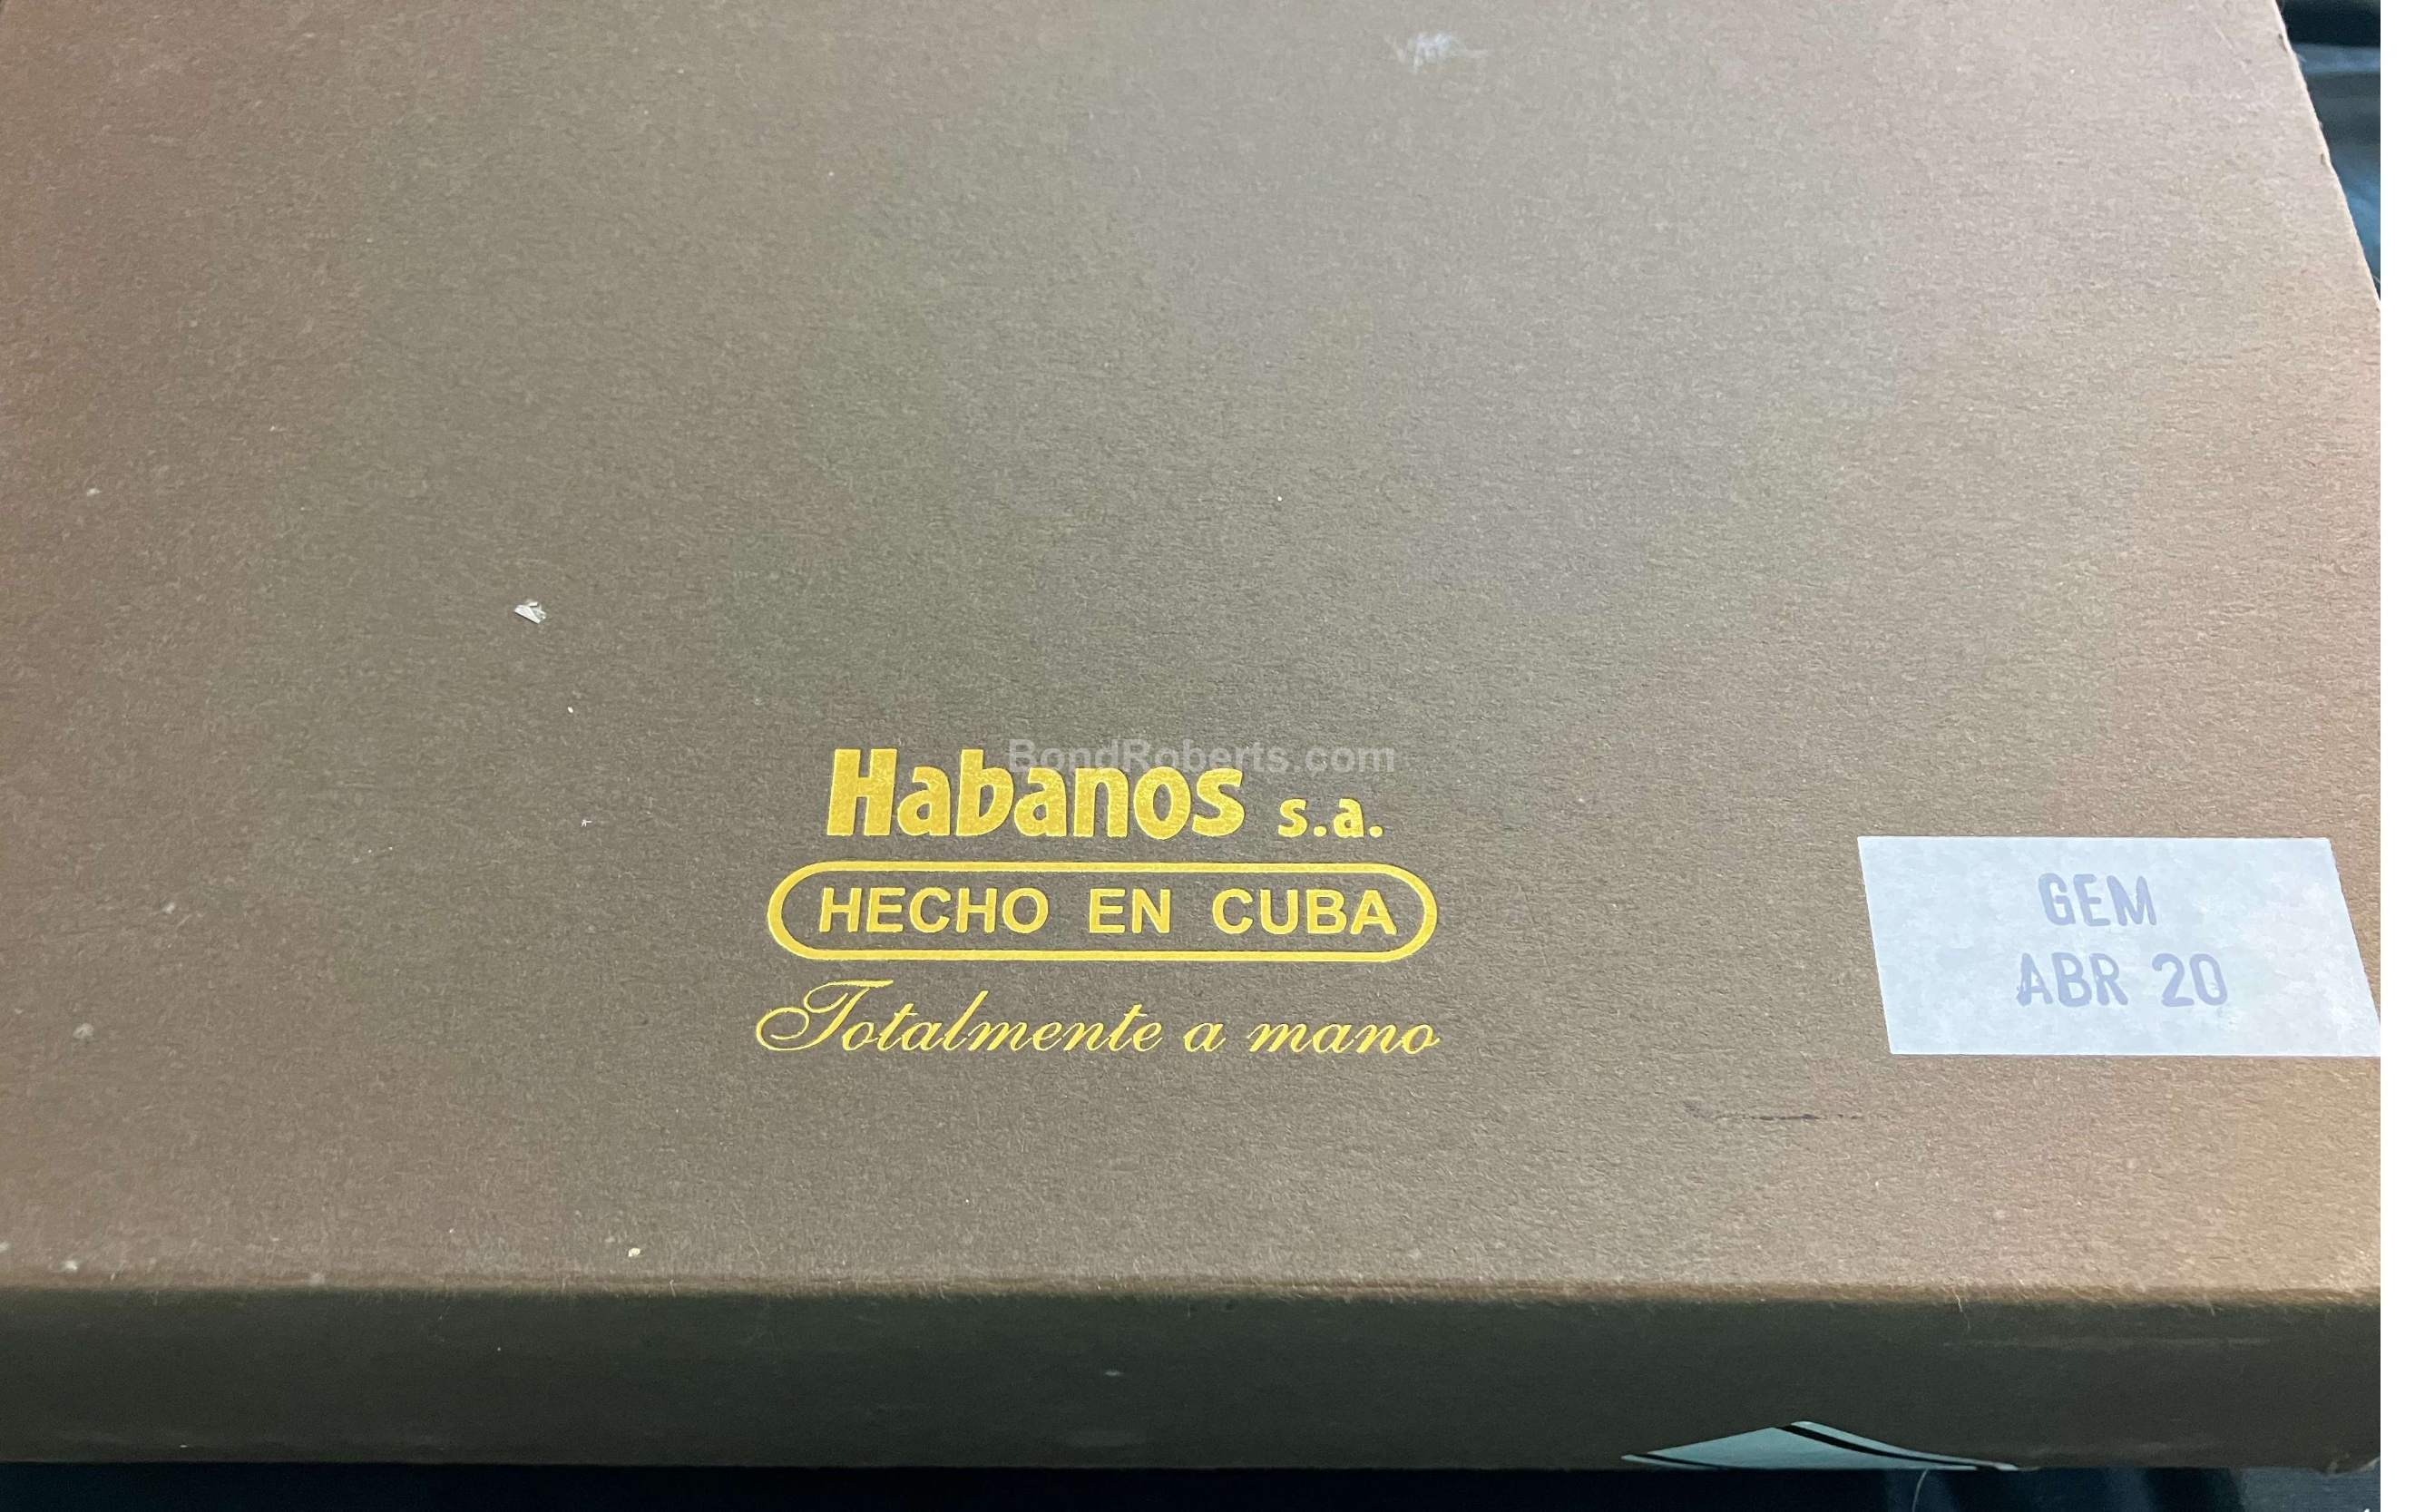 BondRoberts.com
Habanos s.a.
HECHO EN CUBA
Totalmente a mano
GEM
ABR 20